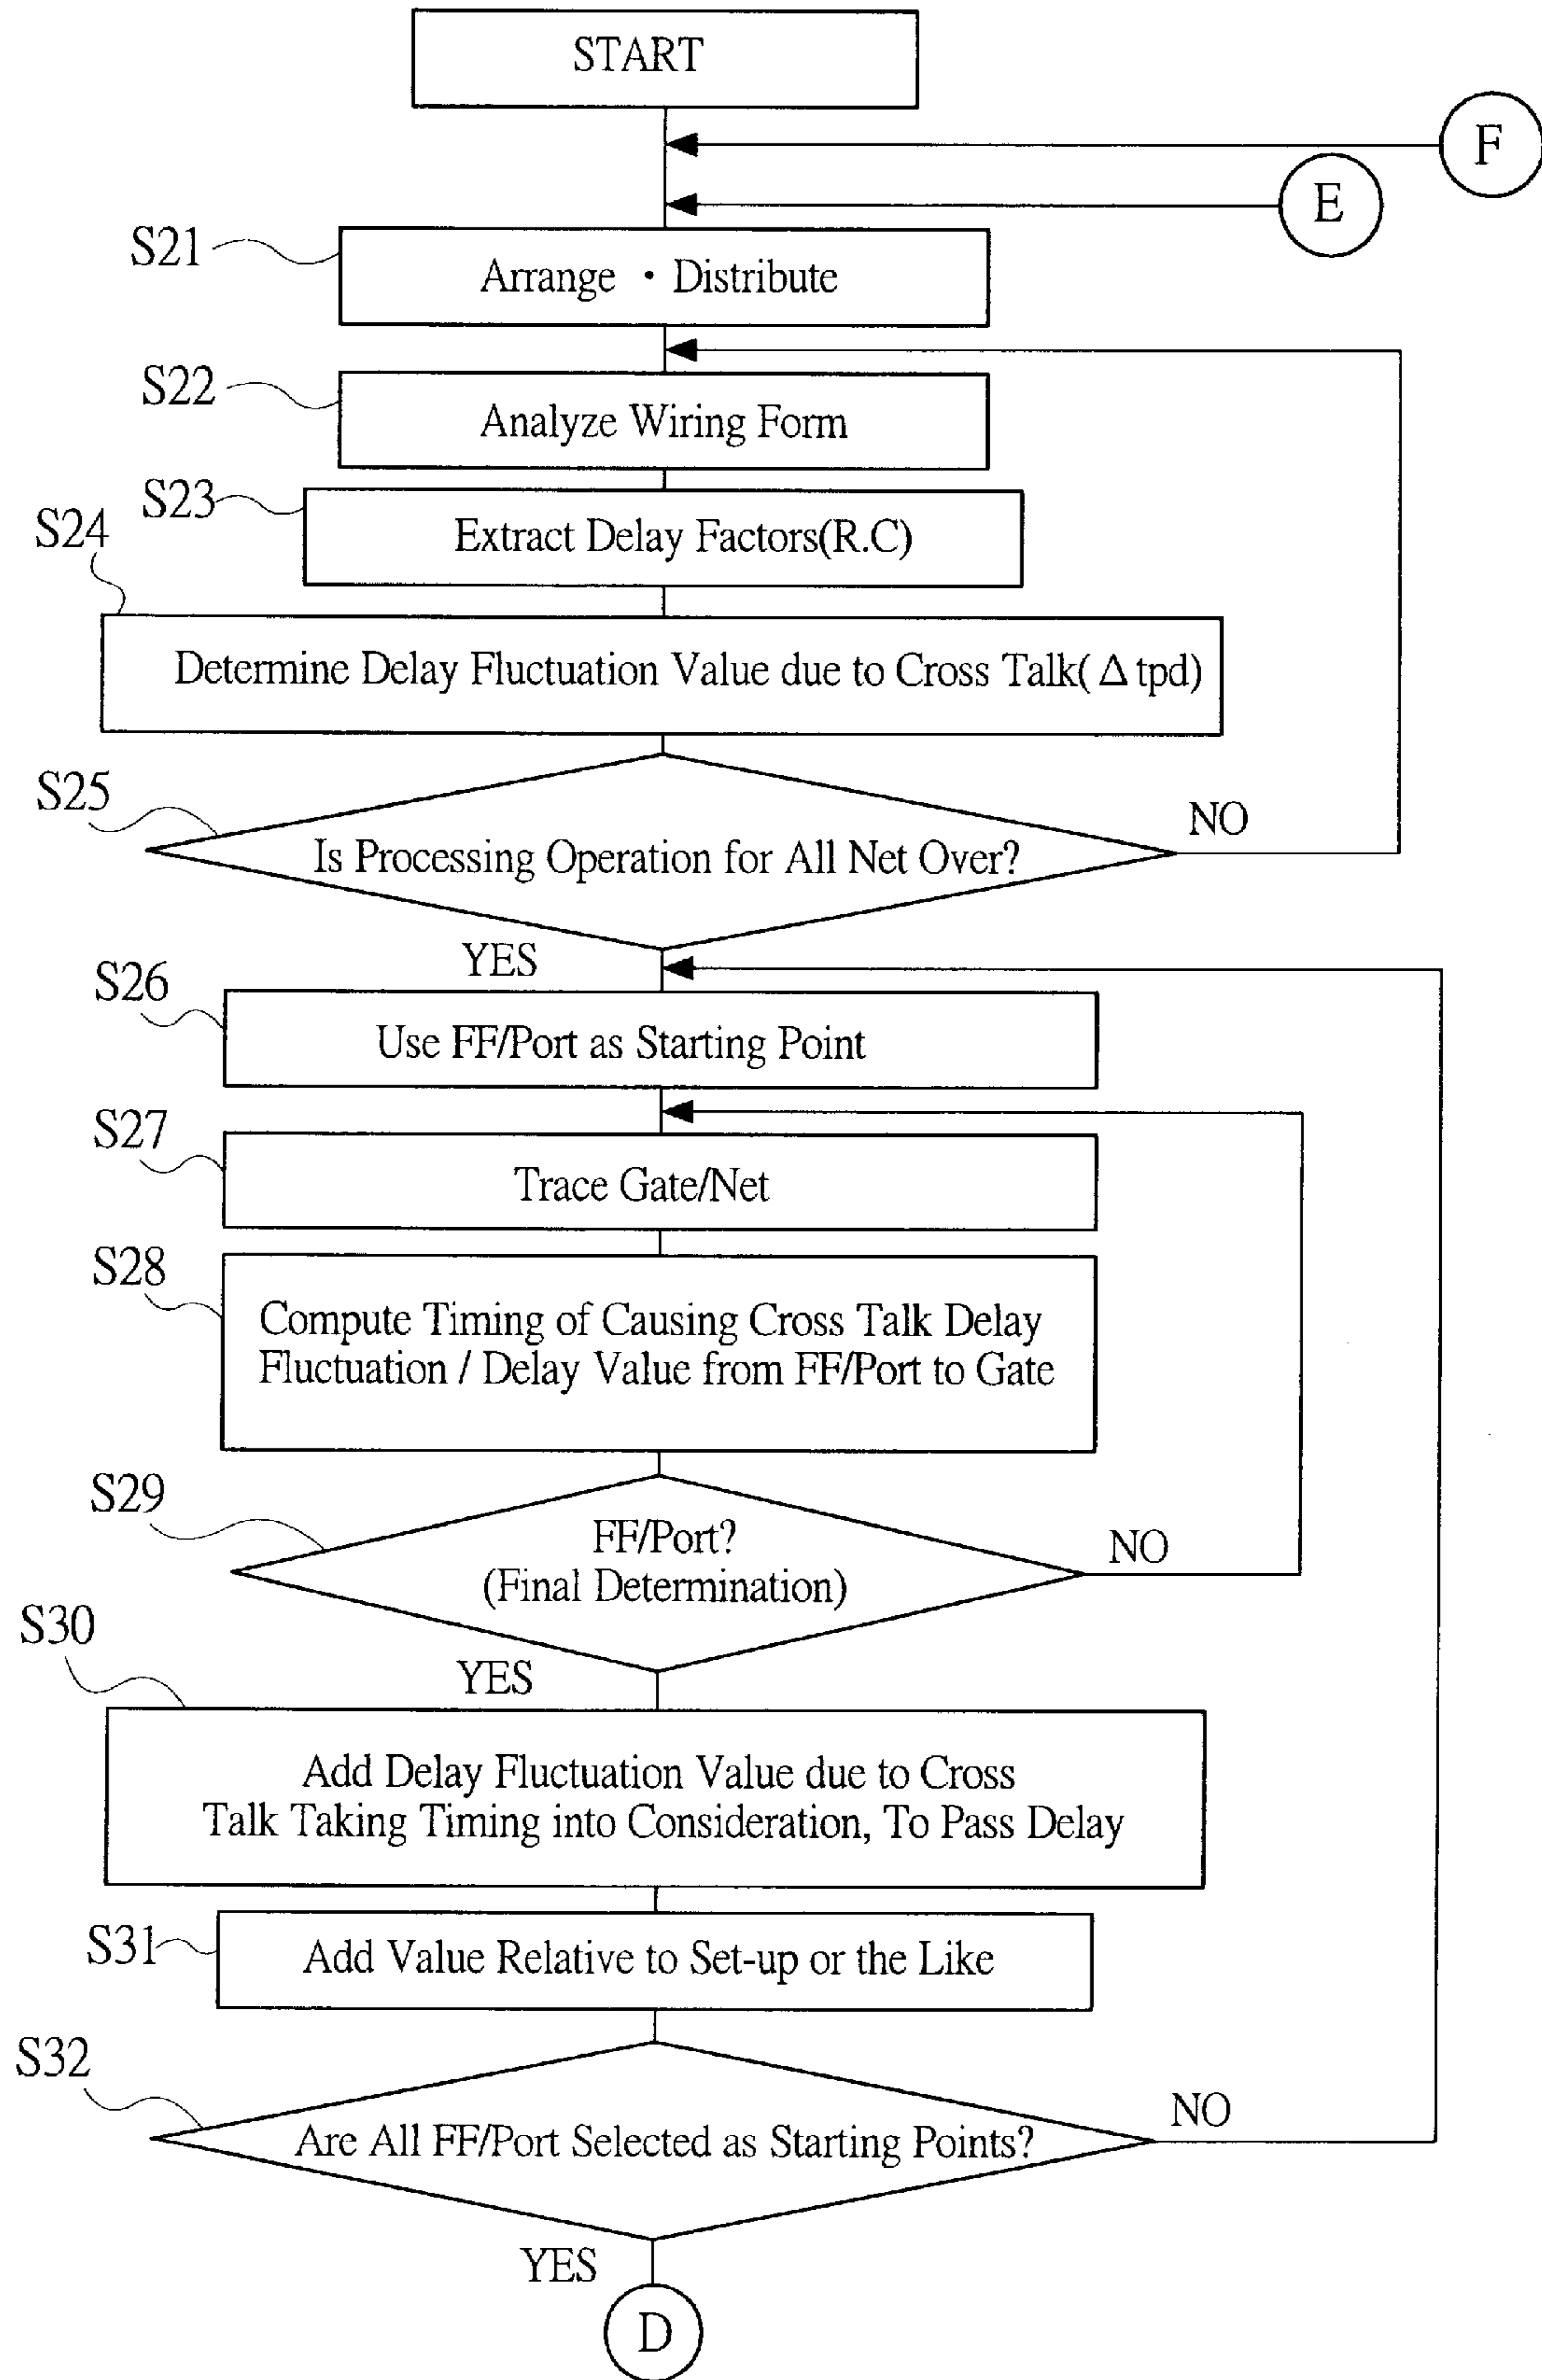 START
F
E
S21
Arrange ・ Distribute
S22
Analyze Wiring Form
S23
Extract Delay Factors(R.C)
S24
Determine Delay Fluctuation Value due to Cross Talk( Δ tpd)
S25
NO
Is Processing Operation for All Net Over?
YES
S26
Use FF/Port as Starting Point
S27
Trace Gate/Net
S28
Compute Timing of Causing Cross Talk Delay
Fluctuation / Delay Value from FF/Port to Gate
S29
FF/Port?
NO
(Final Determination)
S30
YES
Add Delay Fluctuation Value due to Cross
Talk Taking Timing into Consideration, To Pass Delay
S31
Add Value Relative to Set-up or the Like
S32
NO
Are All FF/Port Selected as Starting Points?
YES
D